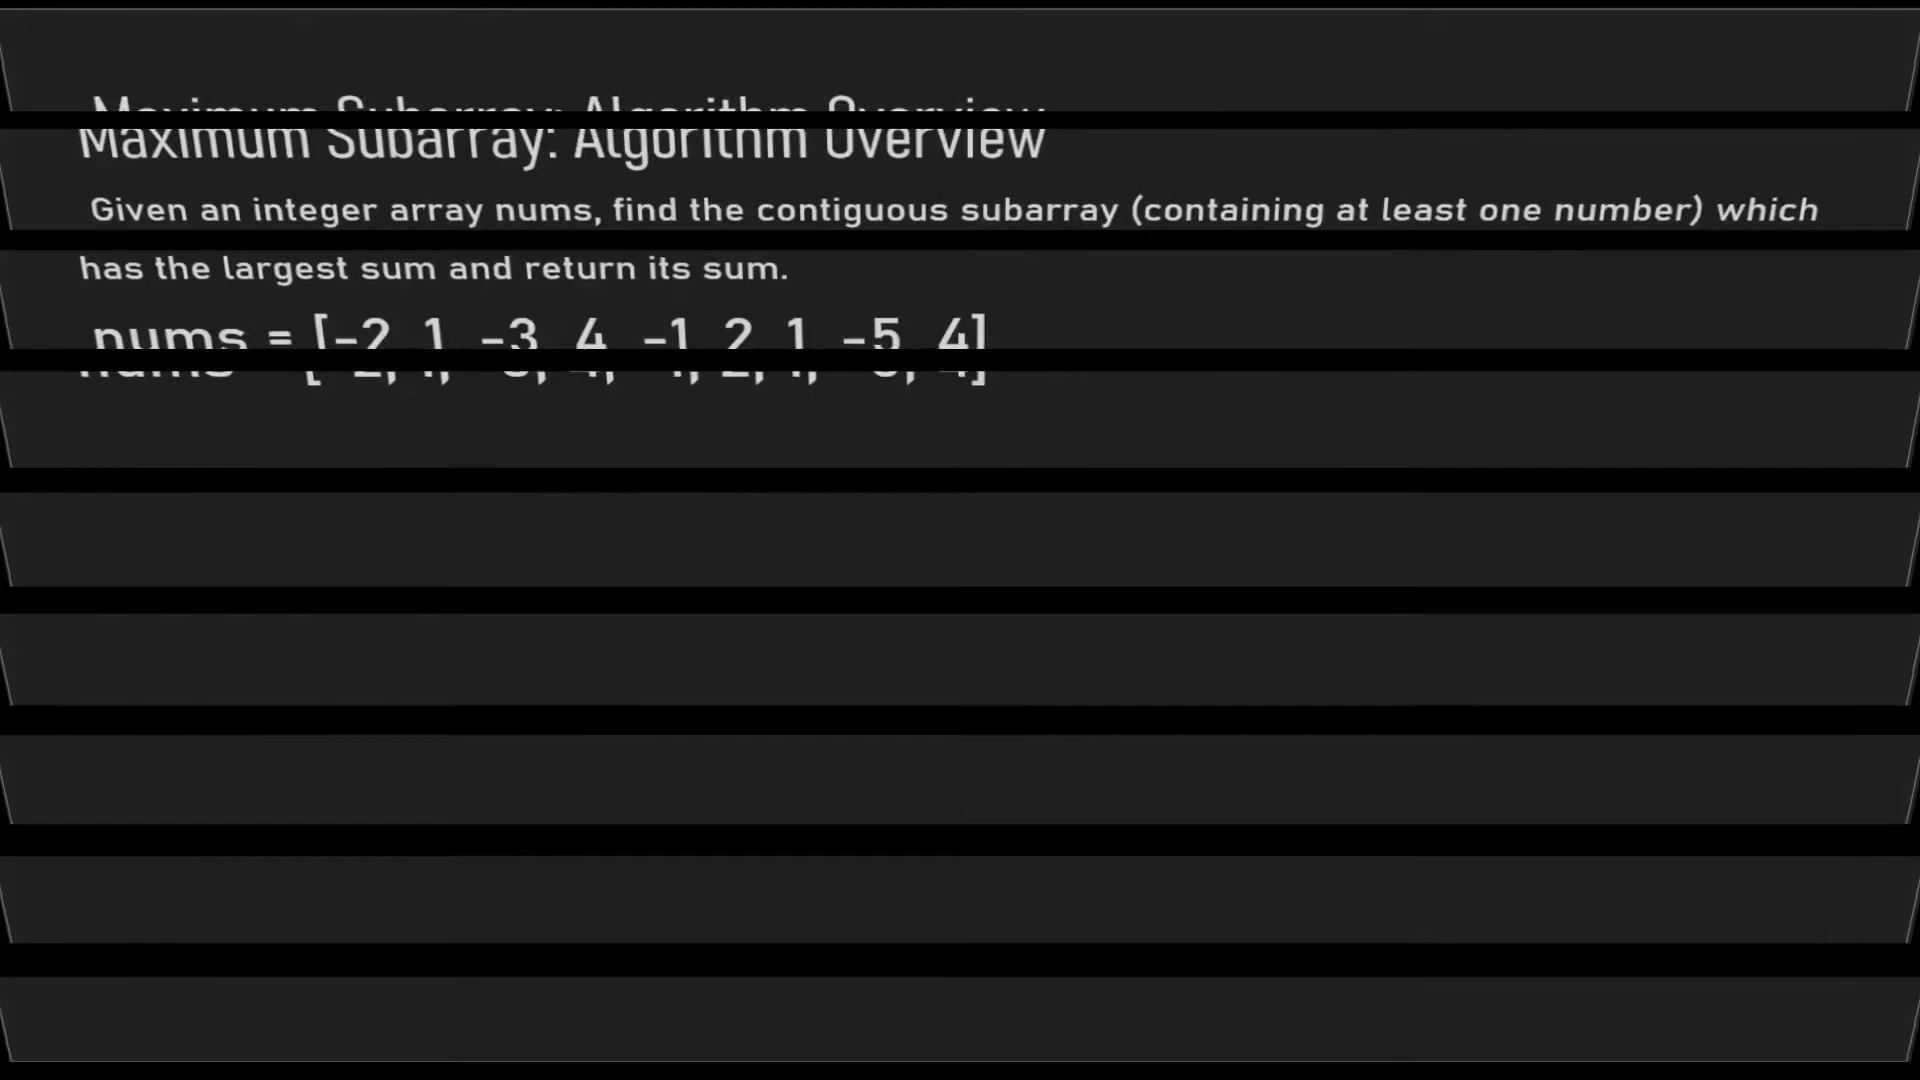 Maximum Subarray: Algorithm Overview
Given an integer array nums, find the contiguous subarray (containing at least one number) which
has the largest sum and return its sum.
nums = [-2, 1, -3, 4, -1, 2, 1, -5, 4]